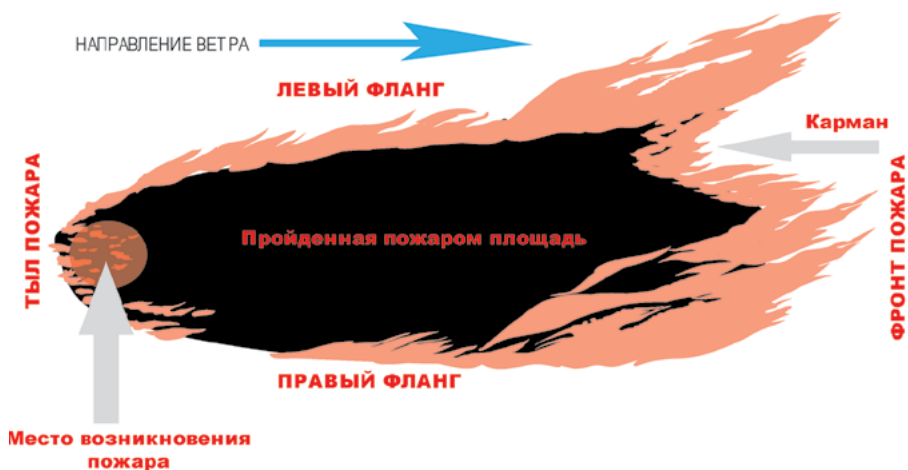 НАПРАВЛЕНИЕ ВЕТРА
ЛЕВЫЙ ФЛАНГ
Карман
ТЫЛ ПОЖАРА
Пройденная пожаром площадь
ФРОНТ ПОЖАРА
ПРАВЫЙ ФЛАНГ
Место возникновения
пожара